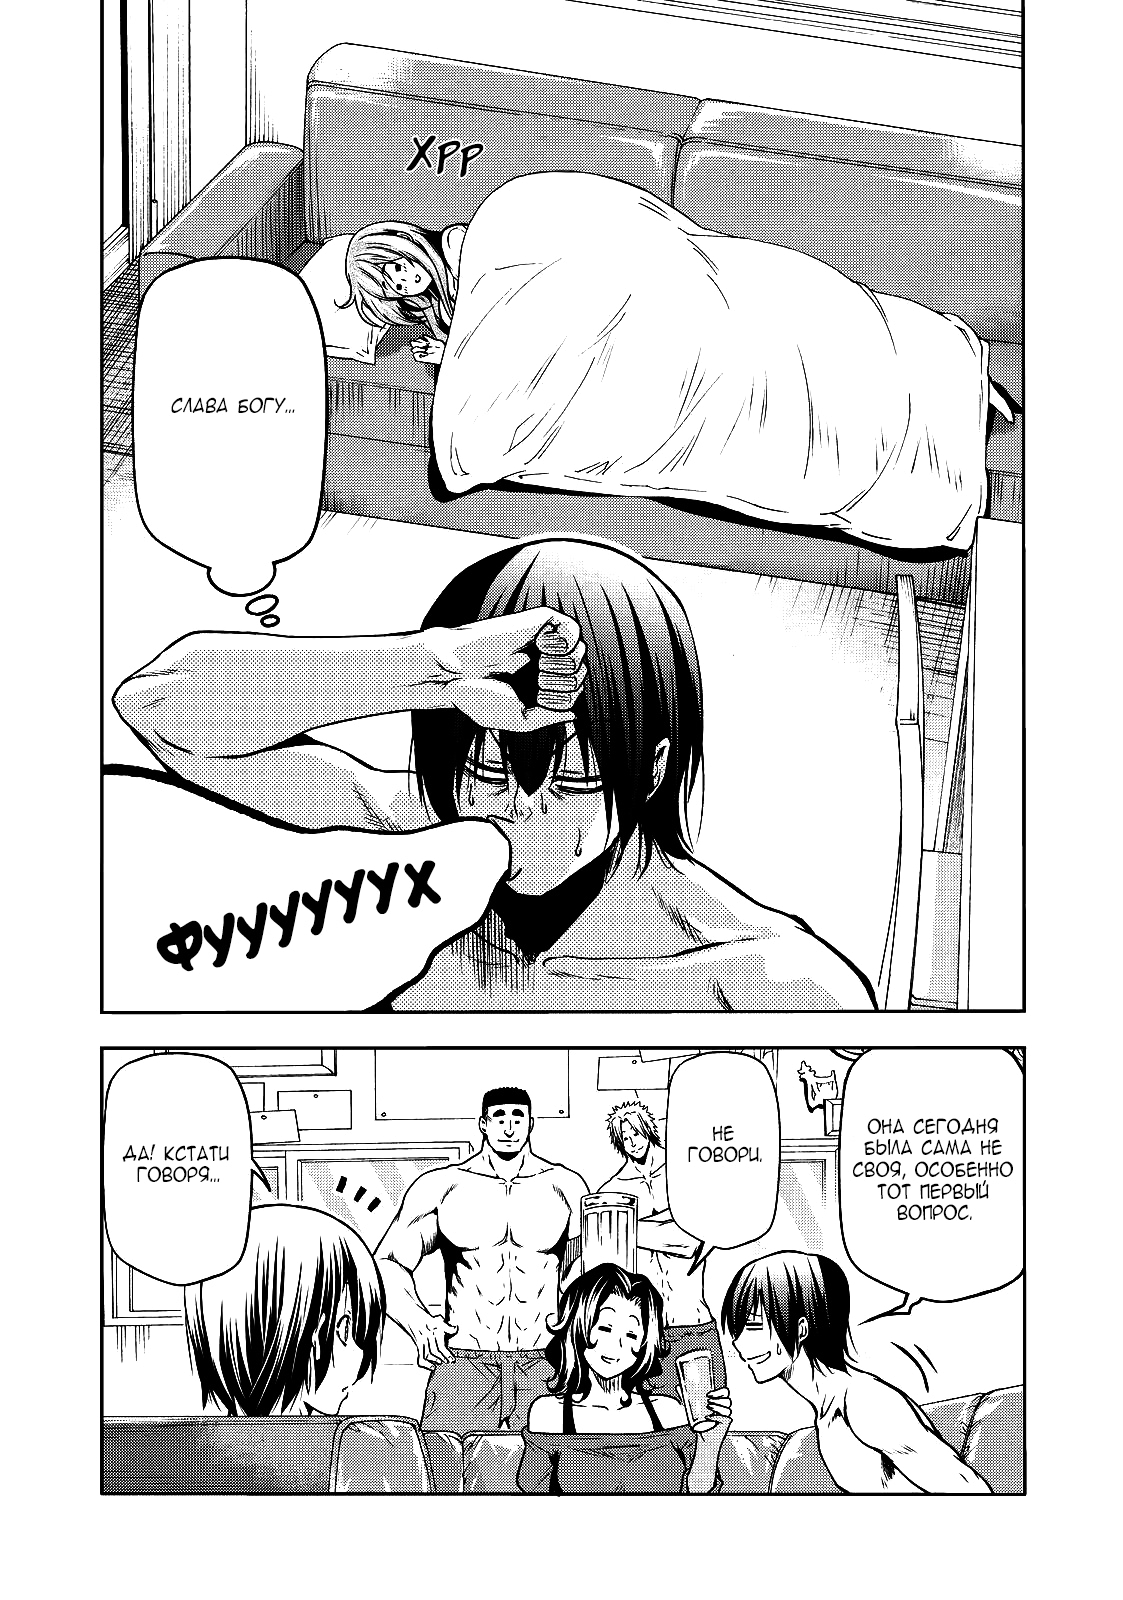 ХРР
СЛАВА БОГУ...
ФУУУУУУХ
ОНА СЕГОДНЯ
БЫЛА САМА НЕ
СВОЯ, ОСОБЕННО
ТОТ ПЕРВЫЙ
ВОПРОС.
НЕ
ГОВОРИ.
ДА! КСТАТИ
ГОВОРЯ...